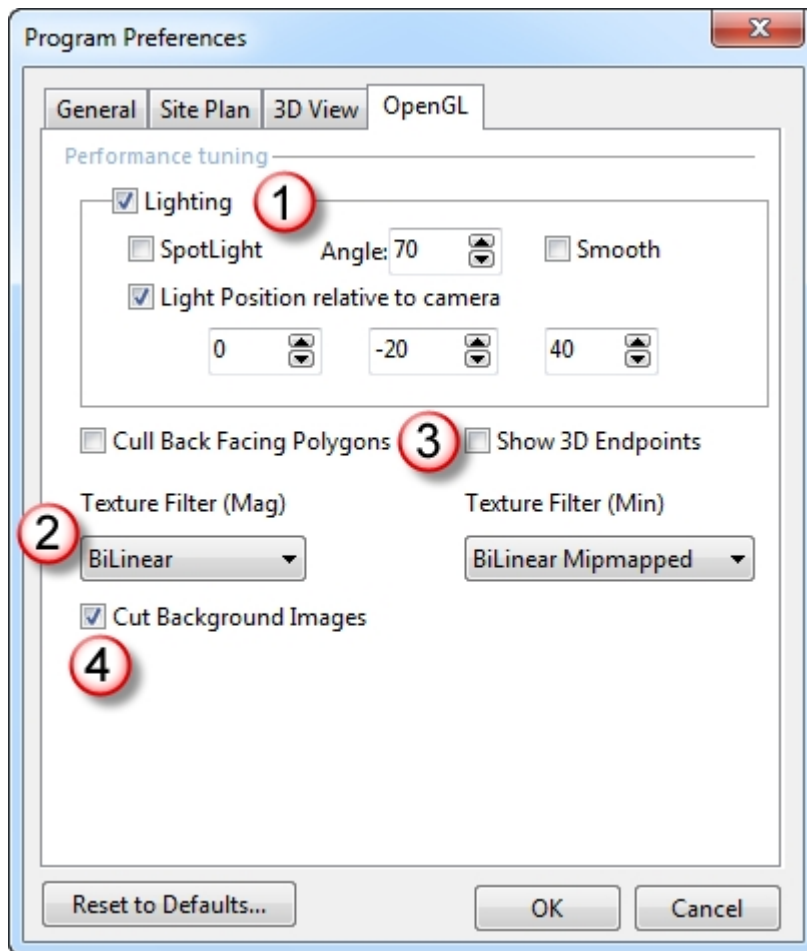 Program Preferences
General Site Plan 3D View OpenGL
Performance tuning
Lighting 1
SpotLight Angle: 70 Smooth
Light Position relative to camera
0 -20 40
Cull Back Facing Polygons 3 Show 3D Endpoints
Texture Filter (Mag) Texture Filter (Min)
2 BiLinear BiLinear Mipmapped
Cut Background Images
4
Reset to Defaults... OK Cancel